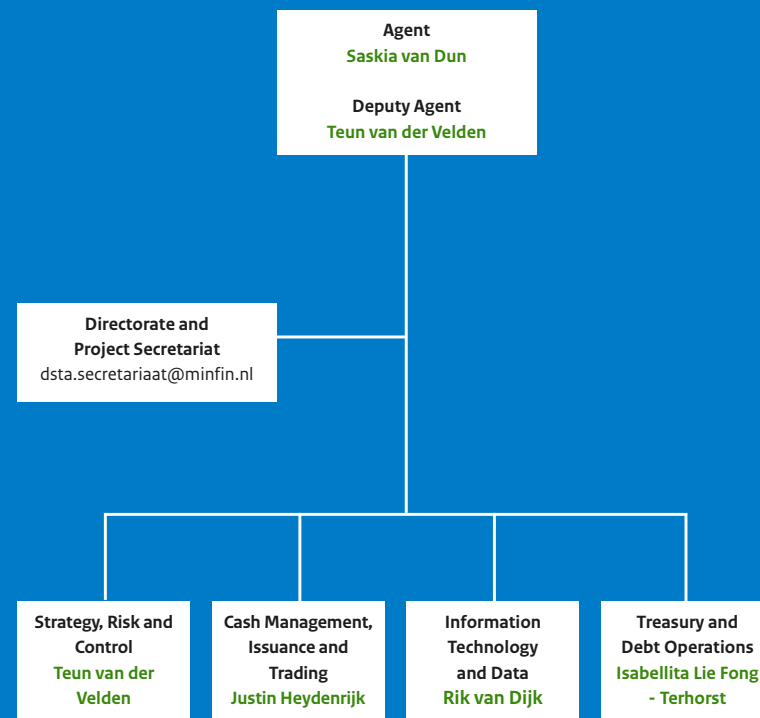 Agent
Saskia van Dun
Deputy Agent
Teun van der Velden
Directorate and
Project Secretariat
dsta.secretariaat@minfin.nl
Strategy, Risk and
Control
Teun van der
Velden
Cash Management,
Issuance and
Trading
Justin Heydenrijk
Information
Technology
and Data
Rik van Dijk
Treasury and
Debt Operations
Isabellita Lie Fong
- Terhorst